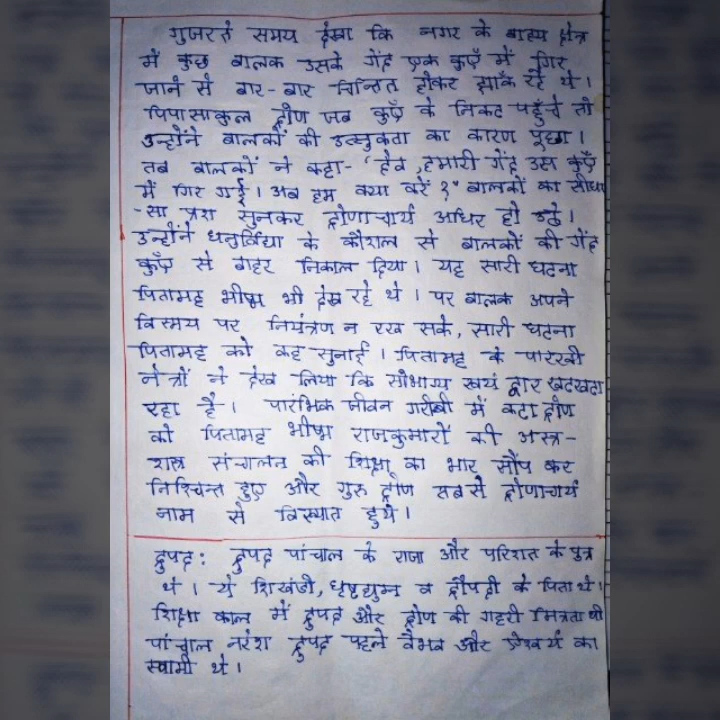 गुजरते समय देखा कि नगर के बाह्य क्षेत्र
में कुछ बालक उसके गेंद एक कुएँ में गिर
जाने से बार-बार चिन्तित होकर झाँक रहे थे।
पिपासाकुल द्रोण जब कुएँ के निकट पहुँचे तो
उन्होंने बालकों की उत्सुकता का कारण पूछा।
तब बालकों ने कहा- 'देव, हमारी गेंद उस कुएँ
में गिर गई। अब हम क्या करें?" बालकों का सीधा
-सा प्रश्न सुनकर द्रोणाचार्य अधिर हो उठे।
उन्होंने धनुर्विद्या के कौशल से बालकों की गेंद
कुएँ से बाहर निकाल दिया। यह सारी घटना
पितामह भीष्म भी देख रहे थे। पर बालक अपने
विस्मय पर नियंत्रण न रख सके, सारी घटना
पितामह को कह सुनाई। पितामह के पारखी
नेत्रों ने देख लिया कि सौभाग्य स्वयं द्वार खटखटा
रहा है। पारंभिक जीवन गरीबी में कटा द्रोण
को पितामह भीष्म राजकुमारों की अस्त्र-
शस्त्र संचालन की शिक्षा का भार सौंप कर
निश्चिन्त हुए और गुरु द्रोण तब से द्रोणाचार्य
नाम से विख्यात हुये।
द्रुपद: द्रुपद पांचाल के राजा और परिशत के पुत्र
थे। ये शिखंडी, धृष्टद्युम्न व द्रौपदी के पिता थे।
शिक्षा काल में द्रुपद और द्रोण की गहरी मित्रता थी
पांचाल नरेश द्रुपद पहले वैभव और ऐश्वर्य का
स्वामी थे।